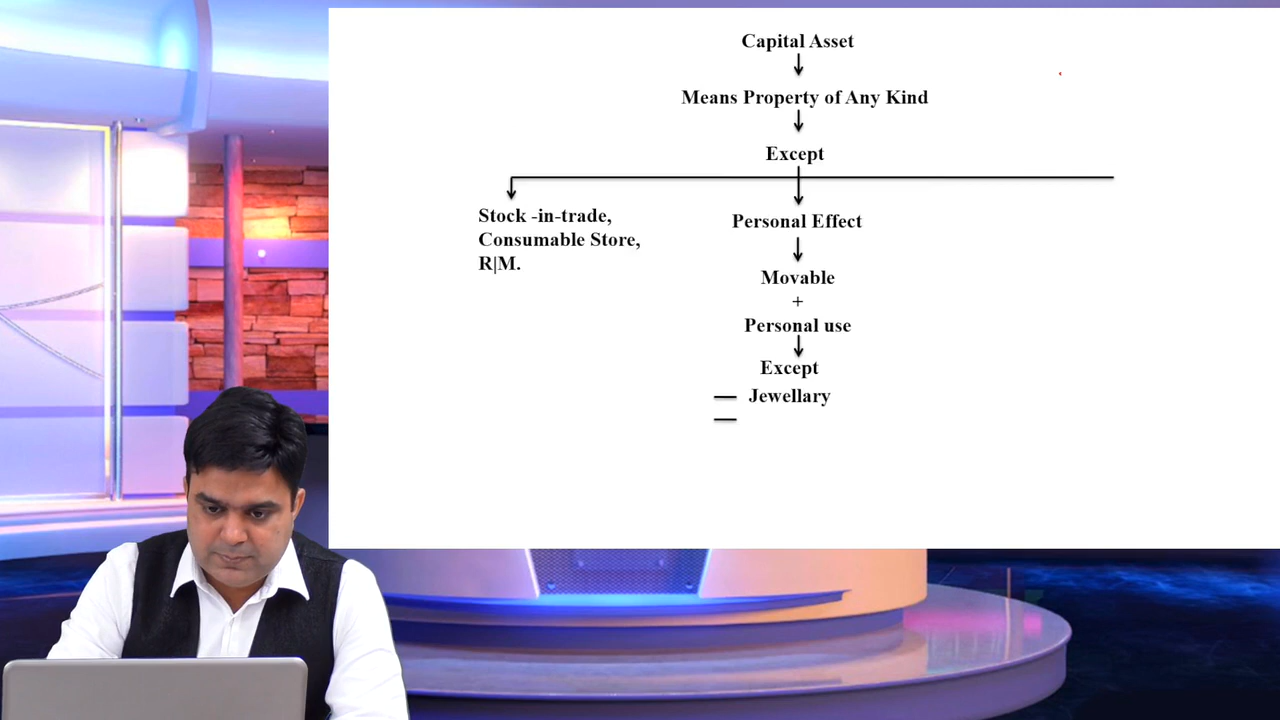 Capital Asset
Means Property of Any Kind
Except
Stock -in-trade,
Consumable Store,
R|M.
Personal Effect
Movable
+
Personal use
Except
— Jewellary
—